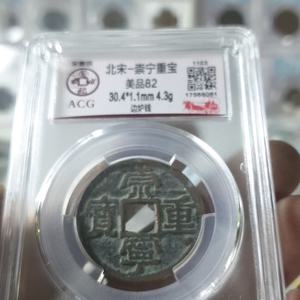 北宋-崇宁重宝
美品82
30.4*1.1mm 4.3g
边炉钱
ACG
崇
寧
重
寶